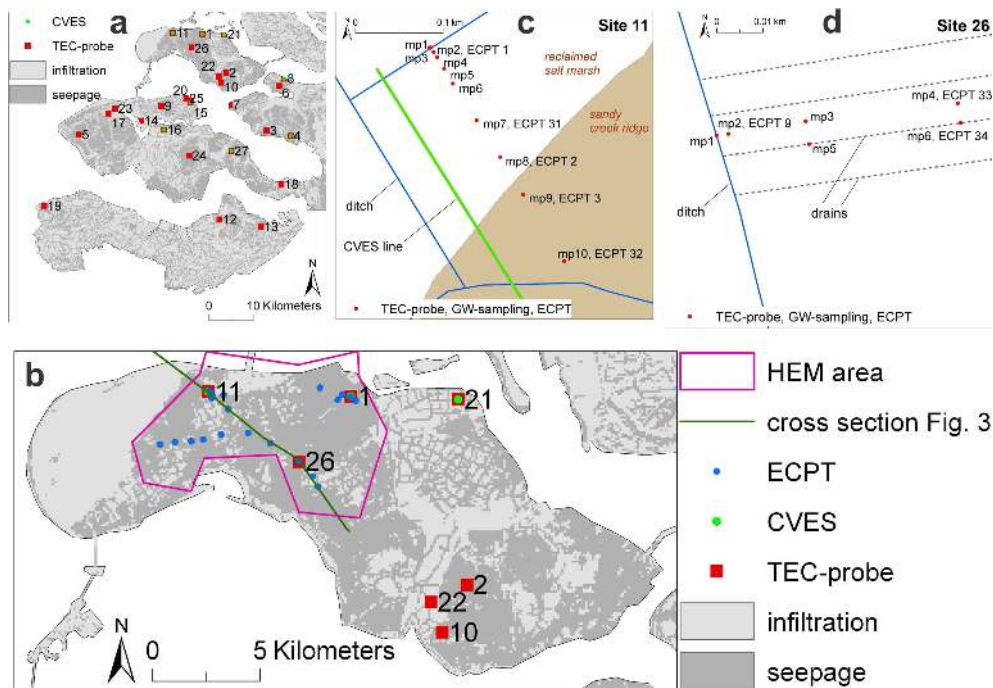 a
CVES
TEC-probe
infiltration
seepage
11
1
21
26
22
2
10
8
6
20
25
9
15
7
23
17
14
16
5
3
4
24
27
18
19
12
13
N
0 10 Kilometers
c
Site 11
0 0.1 km
N
mp1
mp2, ECPT 1
mp3
mp4
mp5
mp6
reclaimed
salt marsh
sandy
creek ridge
mp7, ECPT 31
mp8, ECPT 2
mp9, ECPT 3
mp10, ECPT 32
ditch
CVES line
TEC-probe, GW-sampling, ECPT
d
Site 26
0 0.01 km
N
mp4, ECPT 33
mp2, ECPT 9
mp3
mp1
mp6, ECPT 34
mp5
ditch
drains
TEC-probe, GW-sampling, ECPT
b
11
1
21
26
2
22
10
N
0 5 Kilometers
HEM area
cross section Fig. 3
ECPT
CVES
TEC-probe
infiltration
seepage